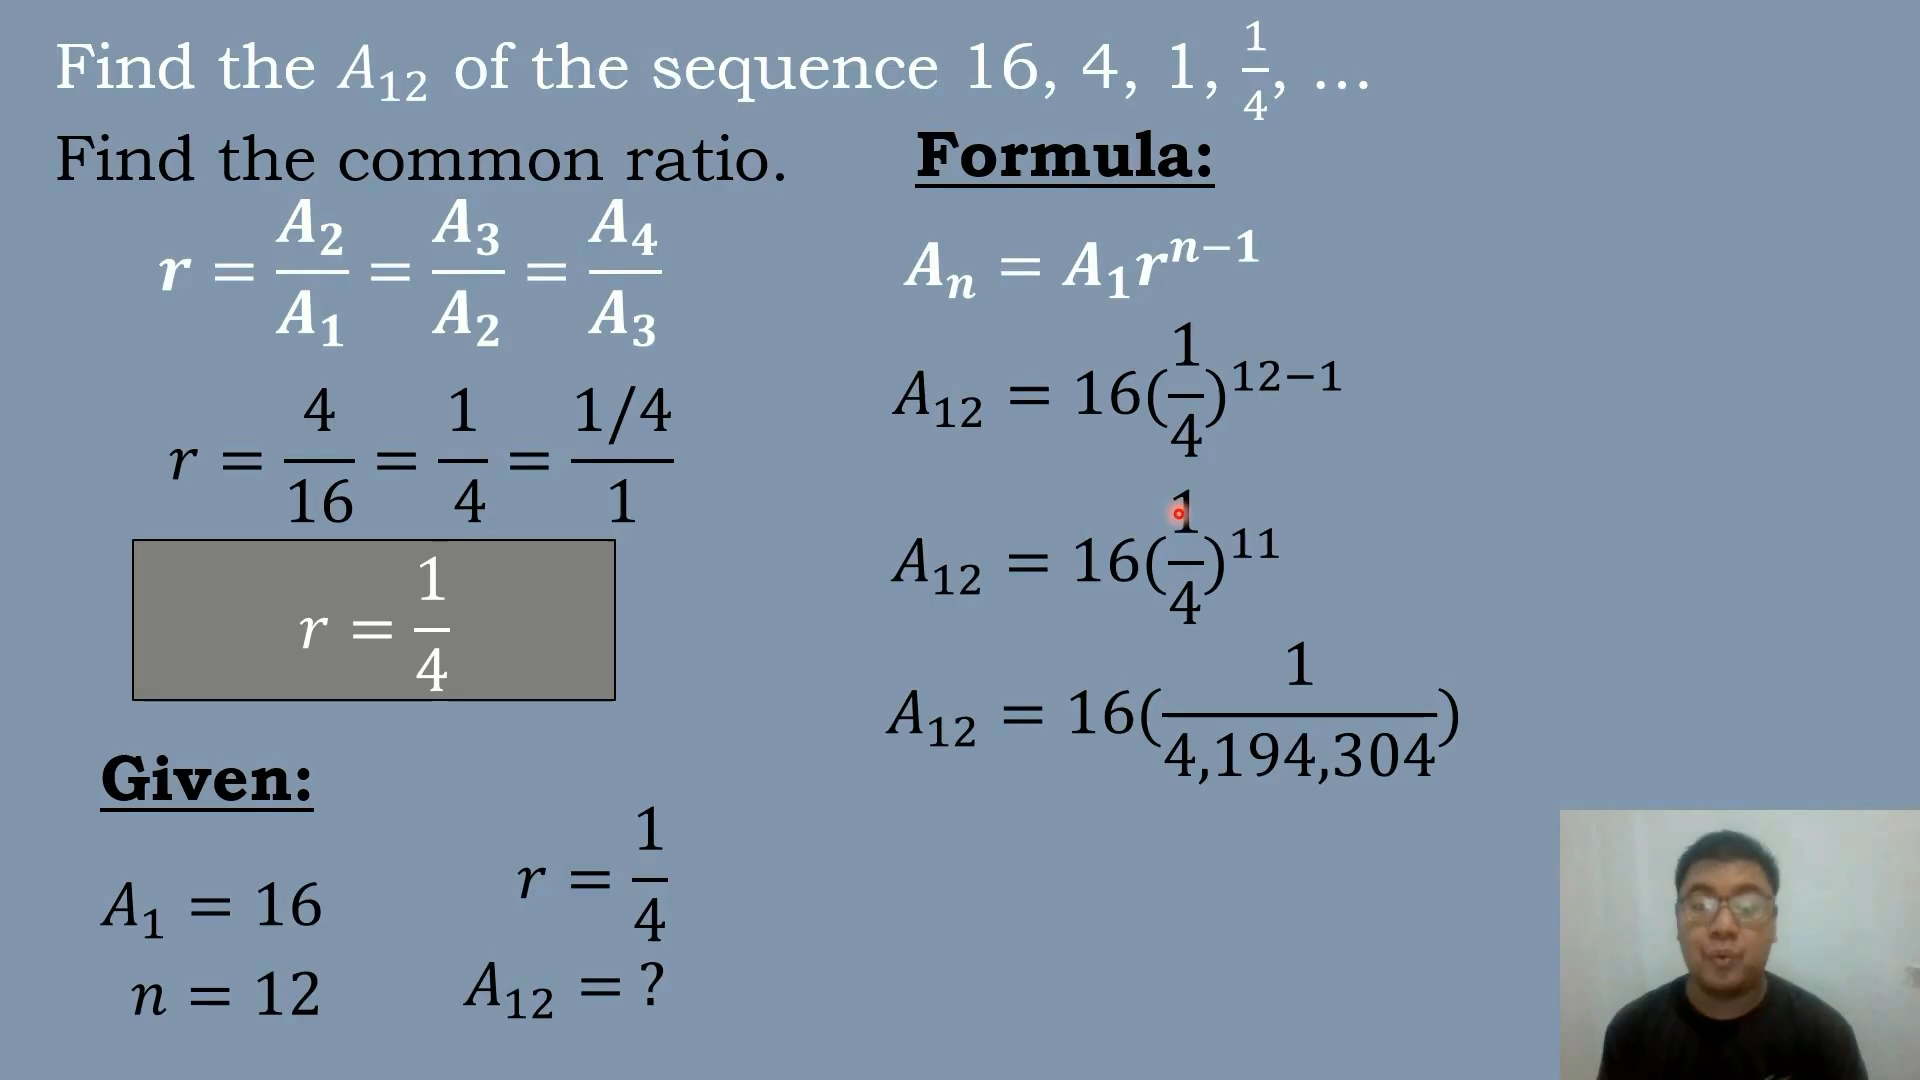 Find the A₁₂ of the sequence 16, 4, 1, 1/4, ...
Find the common ratio.
r = A₂/A₁ = A₃/A₂ = A₄/A₃
r = 4/16 = 1/4 = (1/4)/1
r = 1/4
Given:
A₁ = 16
r = 1/4
n = 12
A₁₂ = ?
Formula:
Aₙ = A₁rⁿ⁻¹
A₁₂ = 16(1/4)¹²⁻¹
A₁₂ = 16(1/4)¹¹
A₁₂ = 16(1/4,194,304)